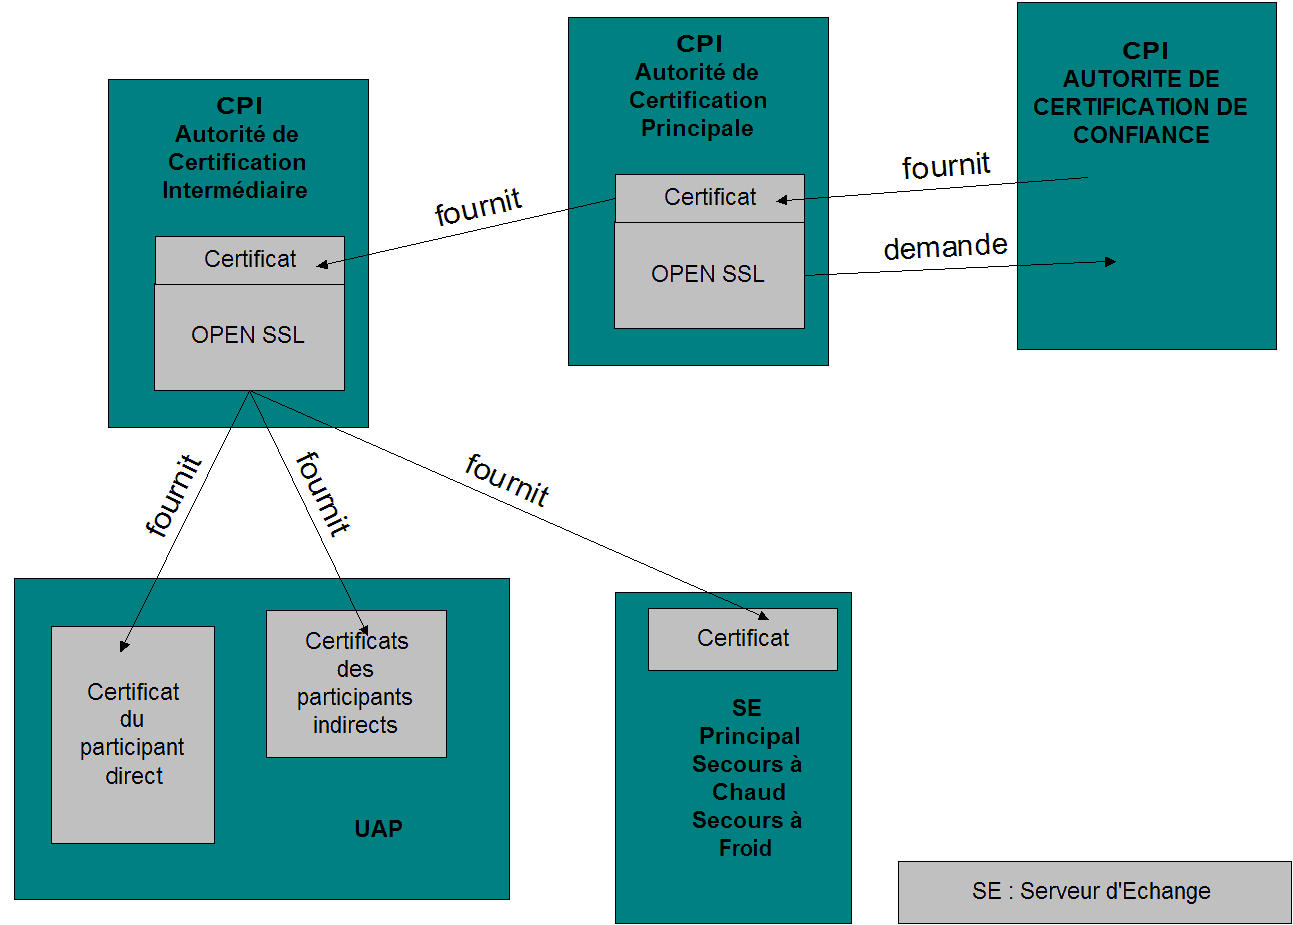 CPI
Autorité de
Certification
Intermédiaire
Certificat
OPEN SSL
fournit
CPI
Autorité de
Certification
Principale
Certificat
OPEN SSL
fournit
demande
CPI
AUTORITE DE
CERTIFICATION DE
CONFIANCE
fournit
fournit
fournit
Certificat
du
participant
direct
Certificats
des
participants
indirects
UAP
Certificat
SE
Principal
Secours à
Chaud
Secours à
Froid
SE : Serveur d'Echange